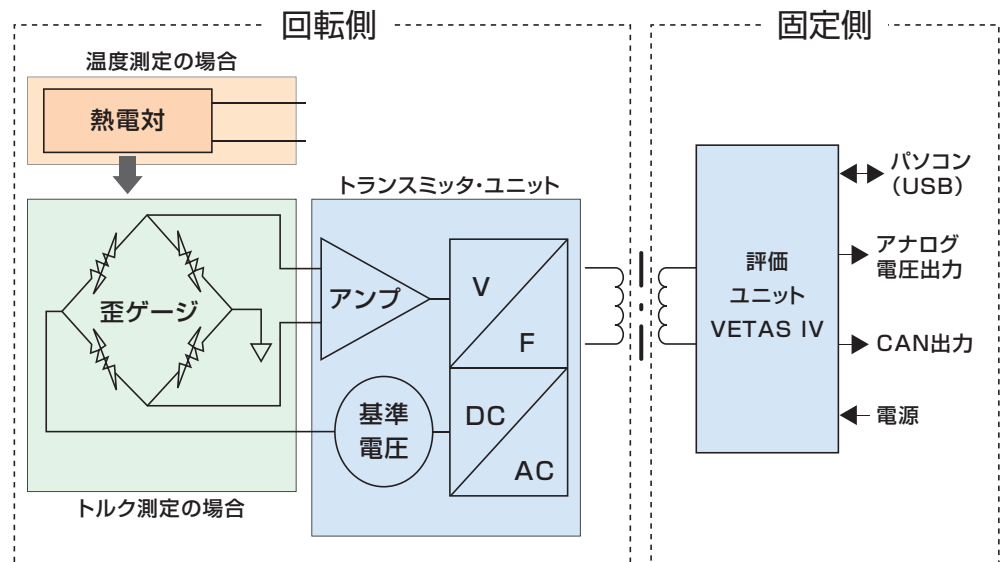 回転側
固定側
温度測定の場合
熱電対
トランスミッタ・ユニット
歪ゲージ
アンプ
V
F
基準
電圧
DC
AC
トルク測定の場合
評価
ユニット
VETAS IV
パソコン
(USB)
アナログ
電圧出力
CAN出力
電源